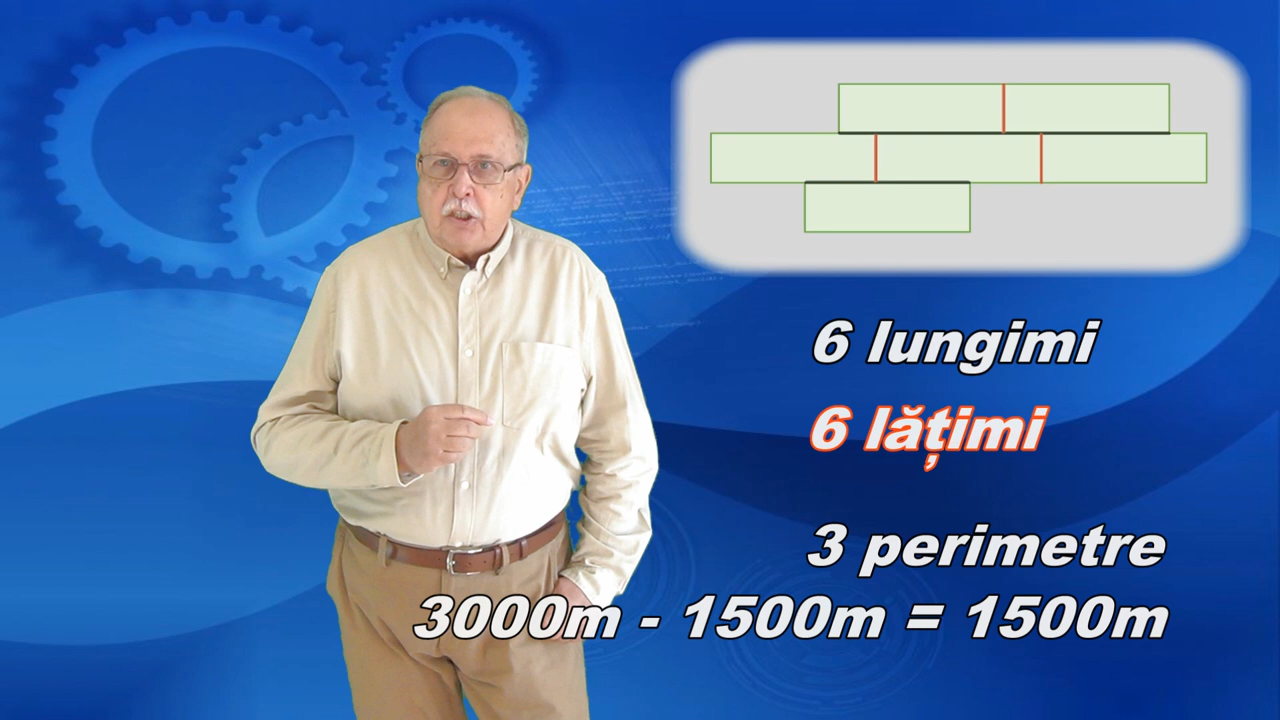 6 lungimi
6 lățimi
3 perimetre
3000m - 1500m = 1500m